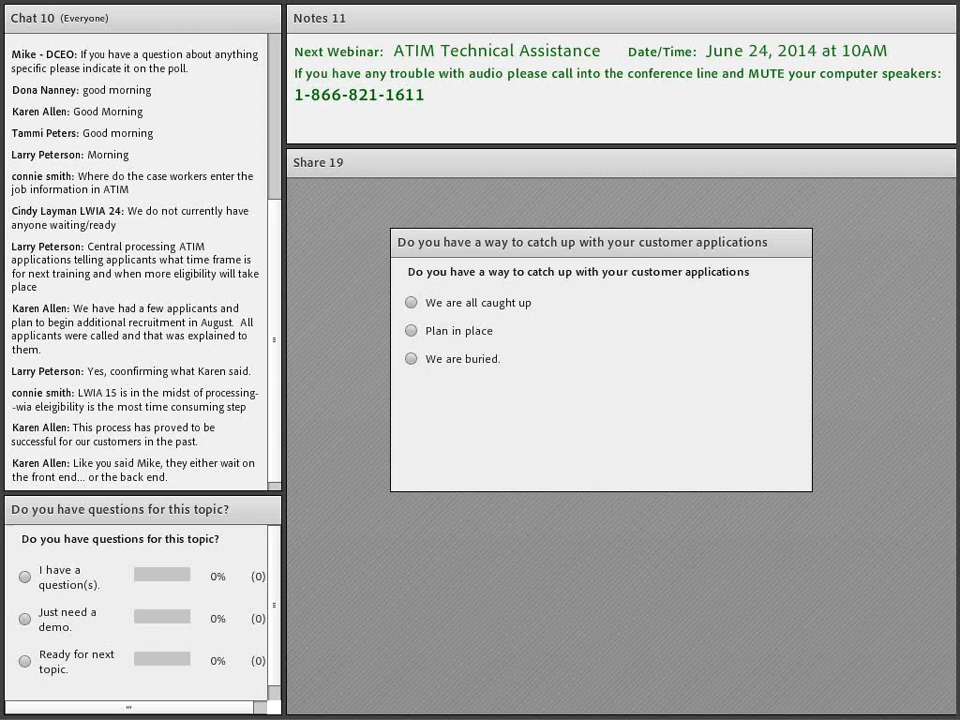 Chat 10 (Everyone)
Mike - DCEO: If you have a question about anything
specific please indicate it on the poll.
Dona Nanney: good morning
Karen Allen: Good Morning
Tammi Peters: Good morning
Larry Peterson: Morning
connie smith: Where do the case workers enter the
job information in ATIM
Cindy Layman LWIA 24: We do not currently have
anyone waiting/ready
Larry Peterson: Central processing ATIM
applications telling applicants what time frame is
for next training and when more eligibility will take
place
Karen Allen: We have had a few applicants and
plan to begin additional recruitment in August. All
applicants were called and that was explained to
them.
Larry Peterson: Yes, coonfirming what Karen said.
connie smith: LWIA 15 is in the midst of processing-
-wia eleigibility is the most time consuming step
Karen Allen: This process has proved to be
successful for our customers in the past.
Karen Allen: Like you said Mike, they either wait on
the front end... or the back end.
Do you have questions for this topic?
Do you have questions for this topic?
I have a
question(s).
0% (0)
Just need a
demo.
0% (0)
Ready for next
topic.
0% (0)
Notes 11
Next Webinar: ATIM Technical Assistance Date/Time: June 24, 2014 at 10AM
If you have any trouble with audio please call into the conference line and MUTE your computer speakers:
1-866-821-1611
Share 19
Do you have a way to catch up with your customer applications
Do you have a way to catch up with your customer applications
We are all caught up
Plan in place
We are buried.